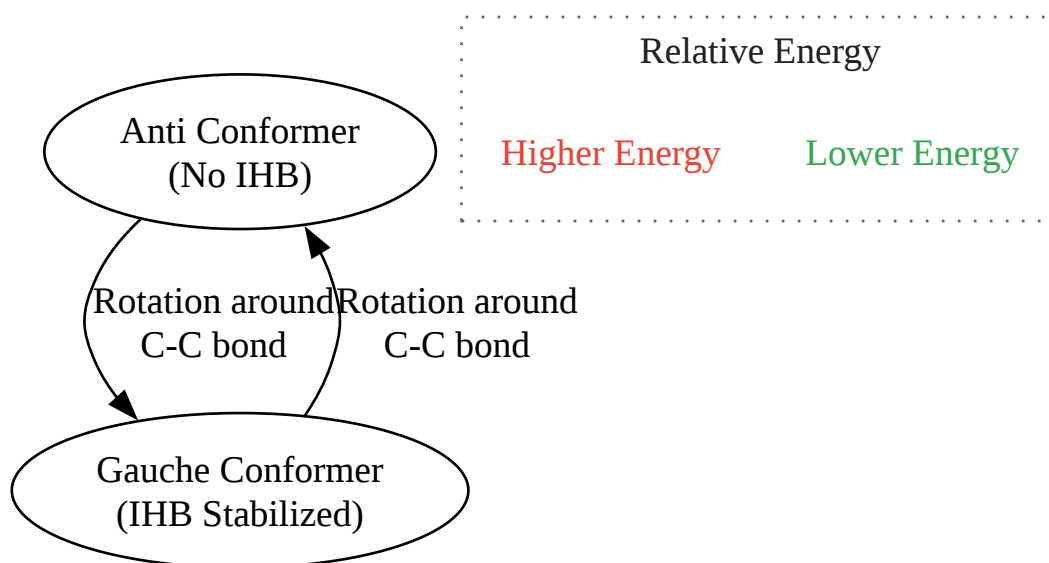 Relative Energy
Anti Conformer
(No IHB)
Higher Energy
Lower Energy
Rotation around
C-C bond
Rotation around
C-C bond
Gauche Conformer
(IHB Stabilized)